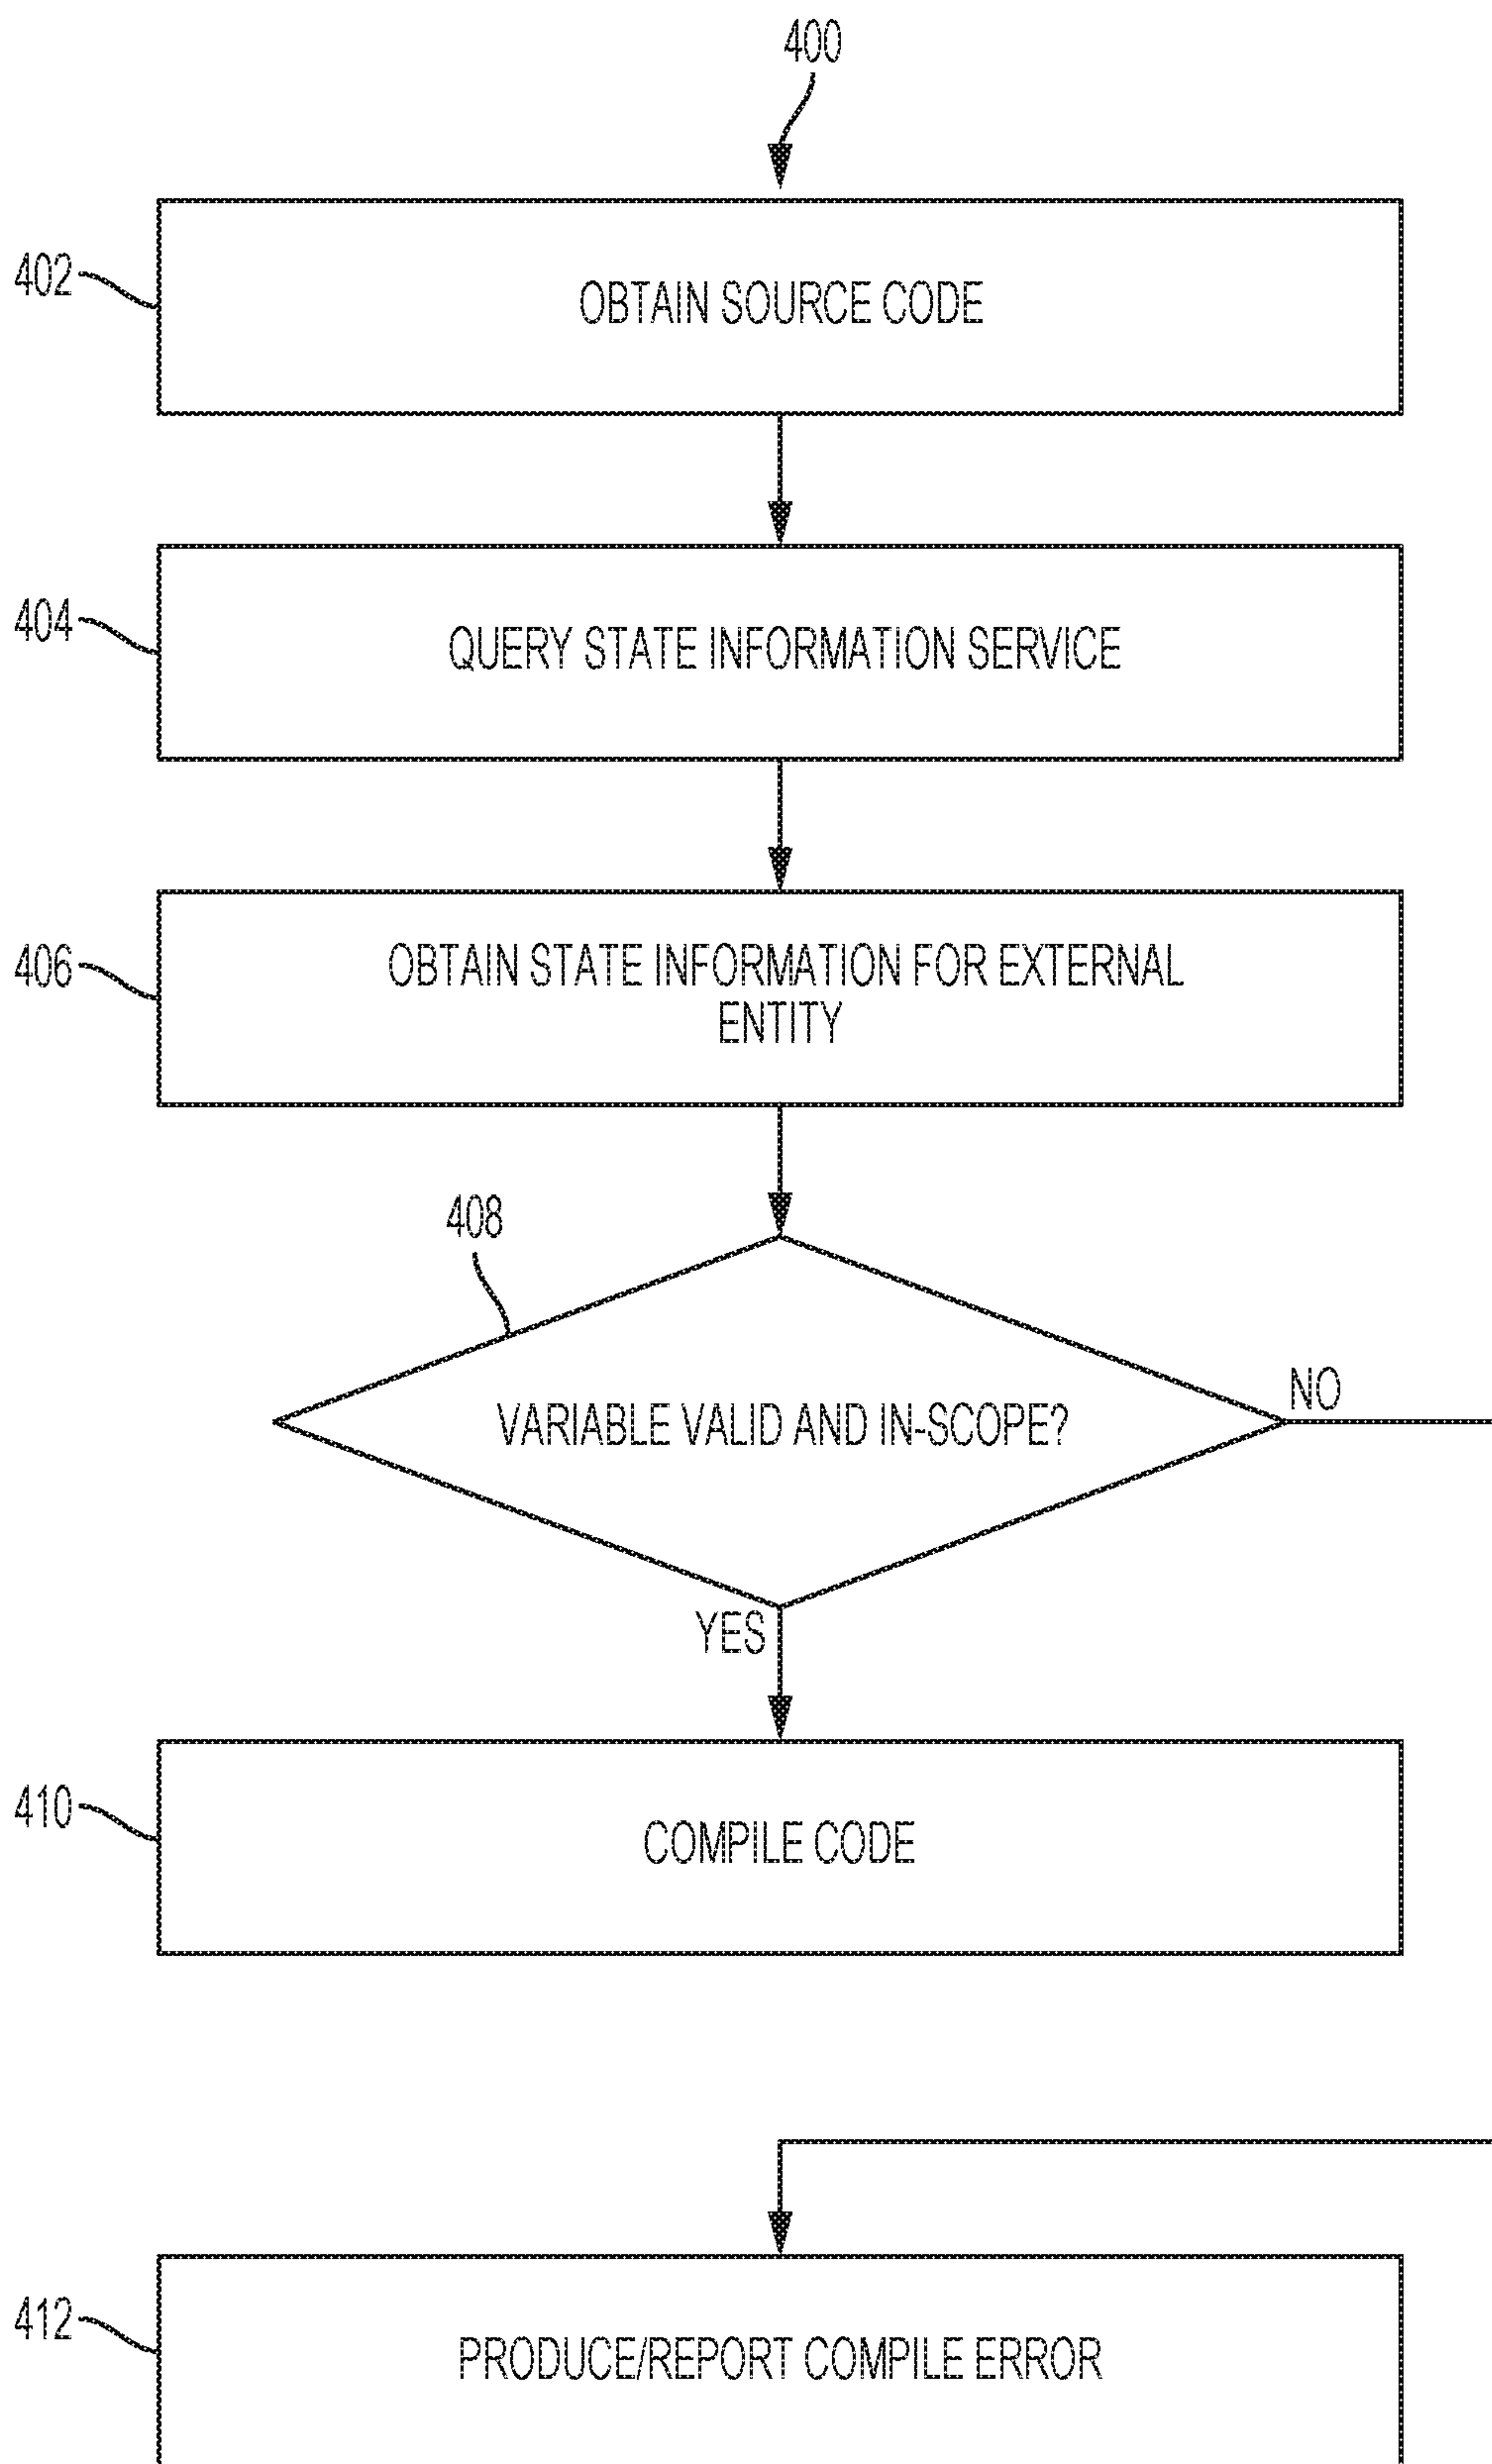 400
402
OBTAIN SOURCE CODE
404
QUERY STATE INFORMATION SERVICE
406
OBTAIN STATE INFORMATION FOR EXTERNAL
ENTITY
408
VARIABLE VALID AND IN-SCOPE?
NO
YES
410
COMPILE CODE
412
PRODUCE/REPORT COMPILE ERROR